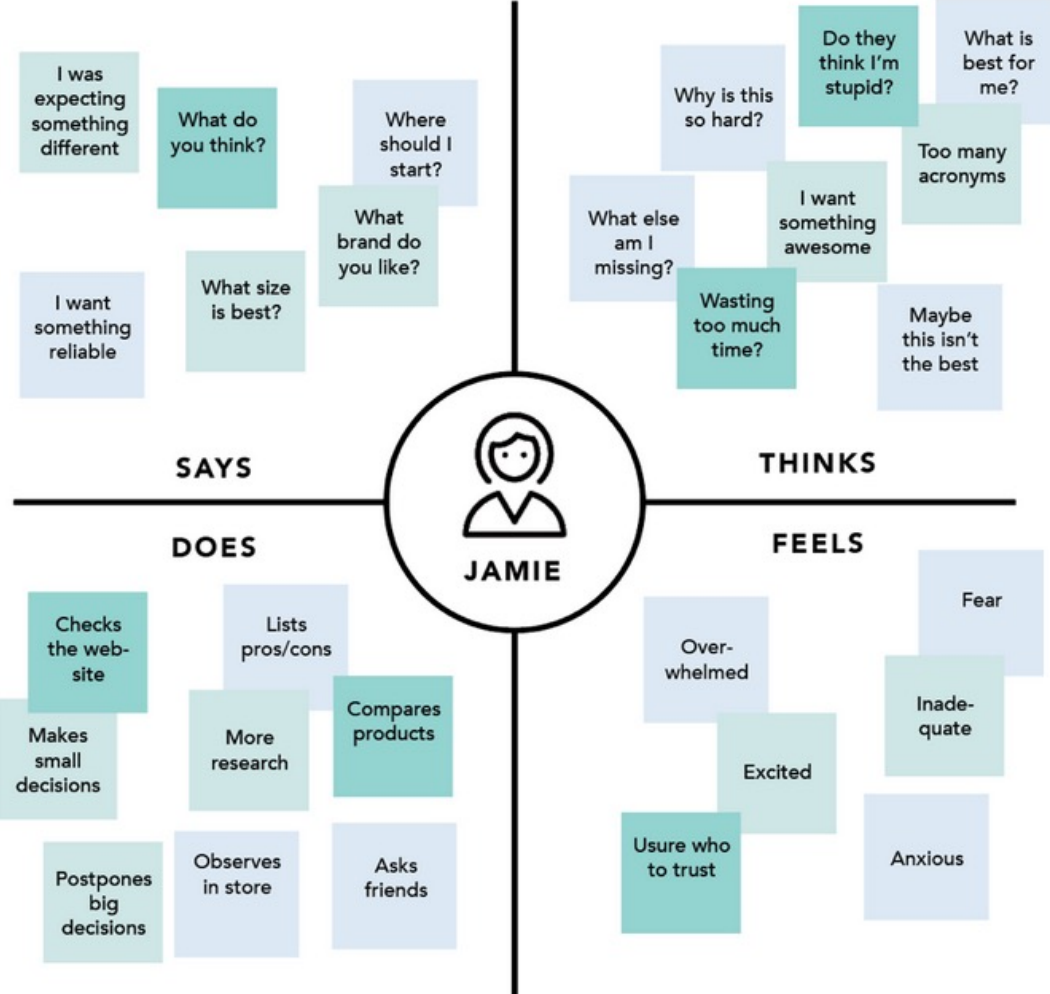 I was
expecting
something
different
What do
you think?
Where
should I
start?
What
brand do
you like?
What size
is best?
I want
something
reliable
SAYS
Do they
think I'm
stupid?
What is
best for
me?
Why is this
so hard?
Too many
acronyms
I want
something
awesome
What else
am I
missing?
Wasting
too much
time?
Maybe
this isn't
the best
THINKS
JAMIE
DOES
Checks
the web-
site
Lists
pros/cons
Makes
small
decisions
More
research
Compares
products
Postpones
big
decisions
Observes
in store
Asks
friends
FEELS
Fear
Over-
whelmed
Inade-
quate
Excited
Usure who
to trust
Anxious